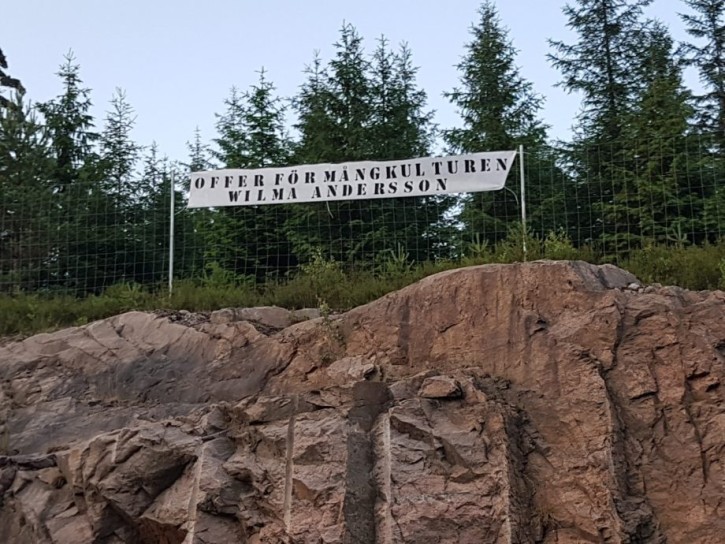 OFFER FÖR MÅNGKULTUREN
WILMA ANDERSSON